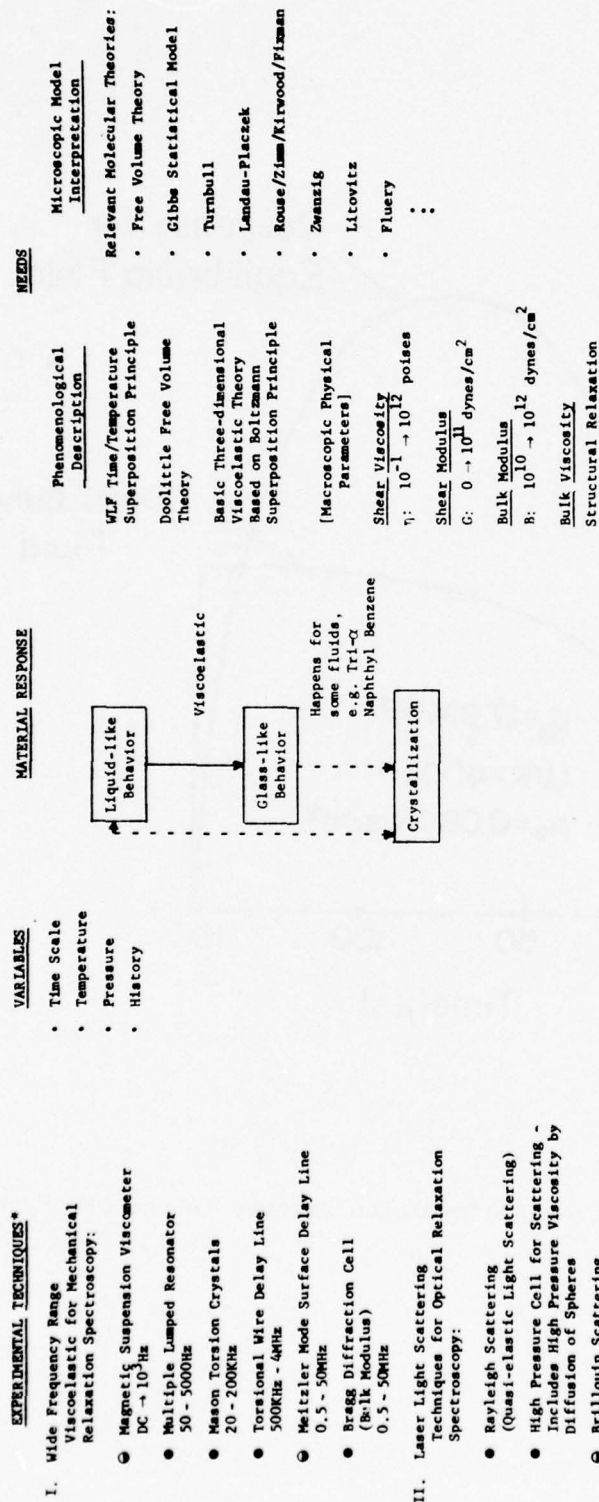 EXPERIMENTAL TECHNIQUES*
I. Wide Frequency Range
Viscoelastic for Mechanical
Relaxation Spectroscopy:
Magnetic Suspension Viscometer
DC → 10³Hz
● Multiple Lumped Resonator
50 - 5000Hz
● Mason Torsion Crystals
20 - 200KHz
● Torsional Wire Delay Line
500KHz - 4MHz
Meitzler Mode Surface Delay Line
0.5 - 50MHz
● Bragg Diffraction Cell
(Bulk Modulus)
0.5 - 50MHz
II. Laser Light Scattering
Techniques for Optical Relaxation
Spectroscopy:
● Rayleigh Scattering
(Quasi-elastic Light Scattering)
● High Pressure Cell for Scattering -
Includes High Pressure Viscosity by
Diffusion of Spheres
Brillouin Scattering
VARIABLES
• Time Scale
• Temperature
• Pressure
• History
MATERIAL RESPONSE
Liquid-like
Behavior
Viscoelastic
Glass-like
Behavior
Happens for
some fluids,
e.g. Tri-α
Naphthyl Benzene
Crystallization
NEEDS
Phenomenological
Description
WLF Time/Temperature
Superposition Principle
Doolittle Free Volume
Theory
Basic Three-dimensional
Viscoelastic Theory
Based on Boltzmann
Superposition Principle
[Macroscopic Physical
Parameters]
Shear Viscosity
η: 10⁻¹ → 10¹² poises
Shear Modulus
G: 0 → 10¹¹ dynes/cm²
Bulk Modulus
B: 10¹⁰ → 10¹² dynes/cm²
Bulk Viscosity
Structural Relaxation
Microscopic Model
Interpretation
Relevant Molecular Theories:
• Free Volume Theory
• Gibbs Statistical Model
• Turnbull
• Landau-Placzek
• Rouse/Zimm/Kirwood/Fixman
• Zwanzig
• Litovitz
• Fluery